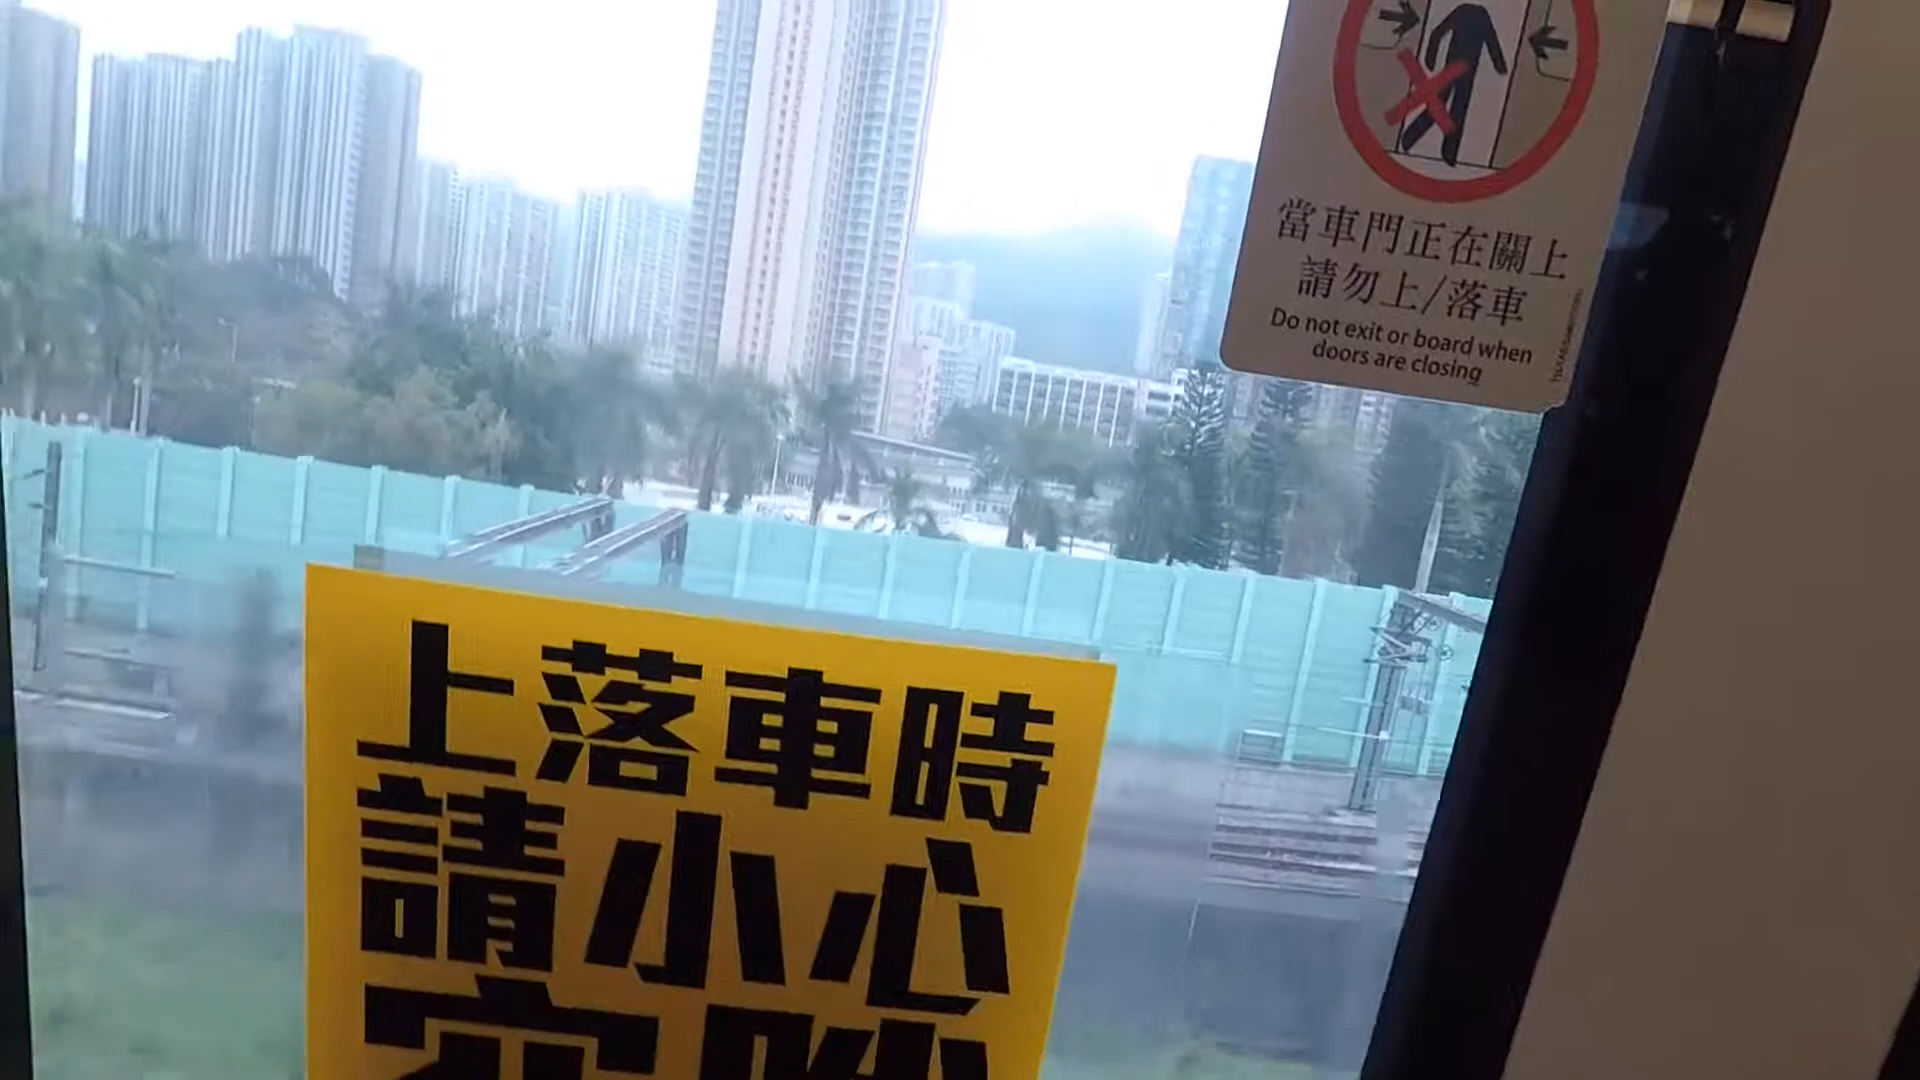 當車門正在關上
請勿上/落車
Do not exit or board when
doors are closing
上落車時
請小心